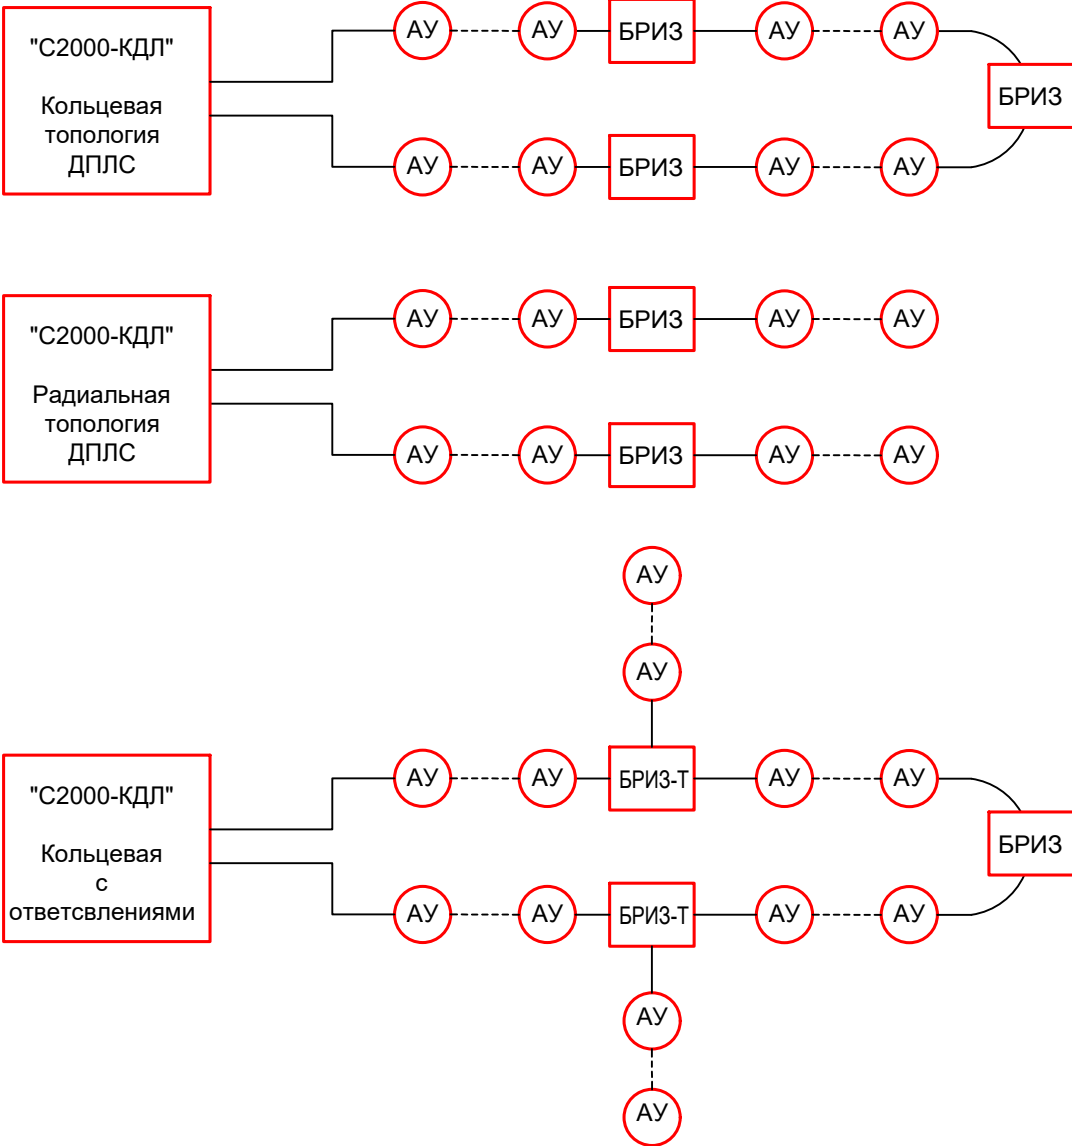 "С2000-КДЛ"
Кольцевая
топология
ДПЛС
АУ АУ БРИЗ АУ АУ
БРИЗ
АУ АУ БРИЗ АУ АУ
"С2000-КДЛ"
Радиальная
топология
ДПЛС
АУ АУ БРИЗ АУ АУ
АУ АУ БРИЗ АУ АУ
АУ
АУ
"С2000-КДЛ"
Кольцевая
с
ответсвлениями
АУ АУ БРИЗ-Т АУ АУ
БРИЗ
АУ АУ БРИЗ-Т АУ АУ
АУ
АУ